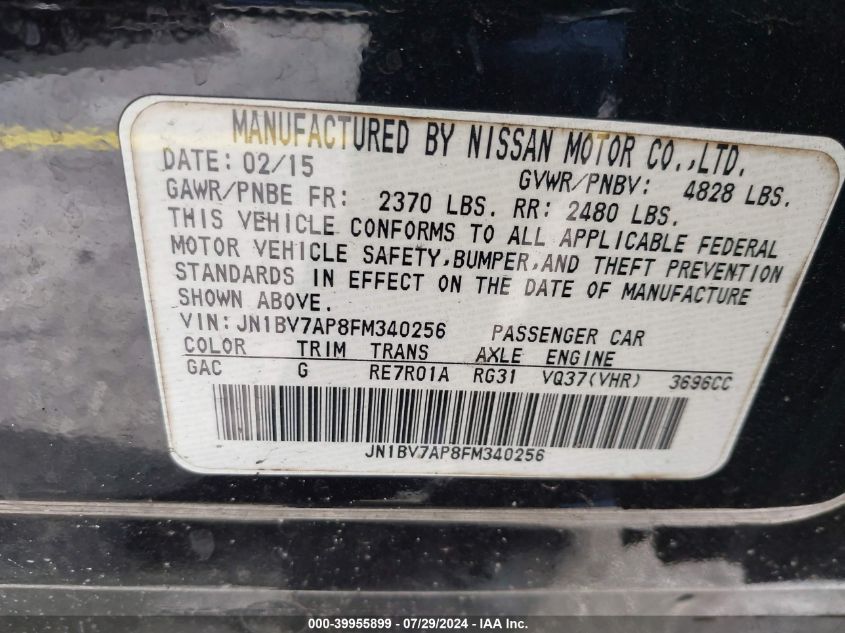 MANUFACTURED BY NISSAN MOTOR CO.,LTD.
DATE: 02/15 GVWR/PNBV: 4828 LBS.
GAWR/PNBE FR: 2370 LBS. RR: 2480 LBS.
THIS VEHICLE CONFORMS TO ALL APPLICABLE FEDERAL
MOTOR VEHICLE SAFETY,BUMPER,AND THEFT PREVENTION
STANDARDS IN EFFECT ON THE DATE OF MANUFACTURE
SHOWN ABOVE.
VIN:JN1BV7AP8FM340256 PASSENGER CAR
COLOR TRIM TRANS AXLE ENGINE
GAC G RE7R01A RG31 VQ37(VHR) 3696CC
JN1BV7AP8FM340256
000-39955899 - 07/29/2024 - IAA Inc.